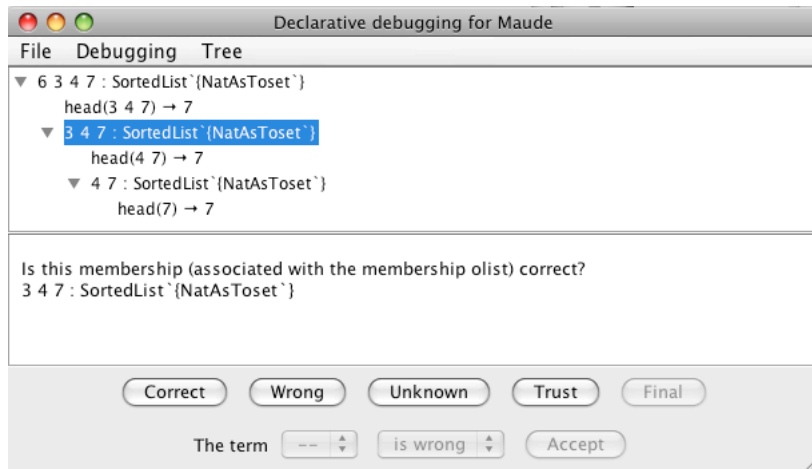 Declarative debugging for Maude
File Debugging Tree
6 3 4 7 : SortedList`{NatAsToset`}
head(3 4 7) → 7
3 4 7 : SortedList`{NatAsToset`}
head(4 7) → 7
4 7 : SortedList`{NatAsToset`}
head(7) → 7
Is this membership (associated with the membership olist) correct?
3 4 7 : SortedList`{NatAsToset`}
Correct Wrong Unknown Trust Final
The term -- is wrong Accept